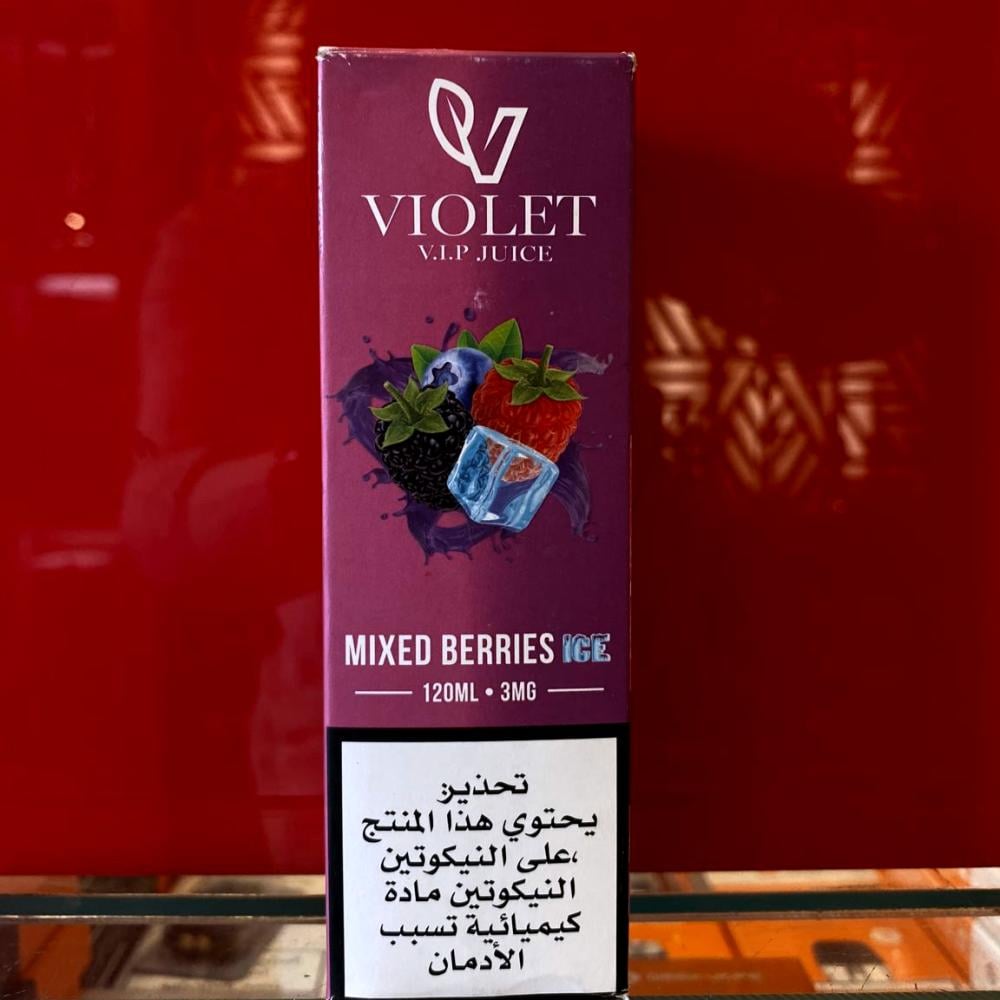 VIOLET
V.I.P JUICE
MIXED BERRIES ICE
120ML • 3MG
تحذير:
يحتوي هذا المنتج
على النيكوتين،
النيكوتين مادة
كيميائية تسبب
الأدمان